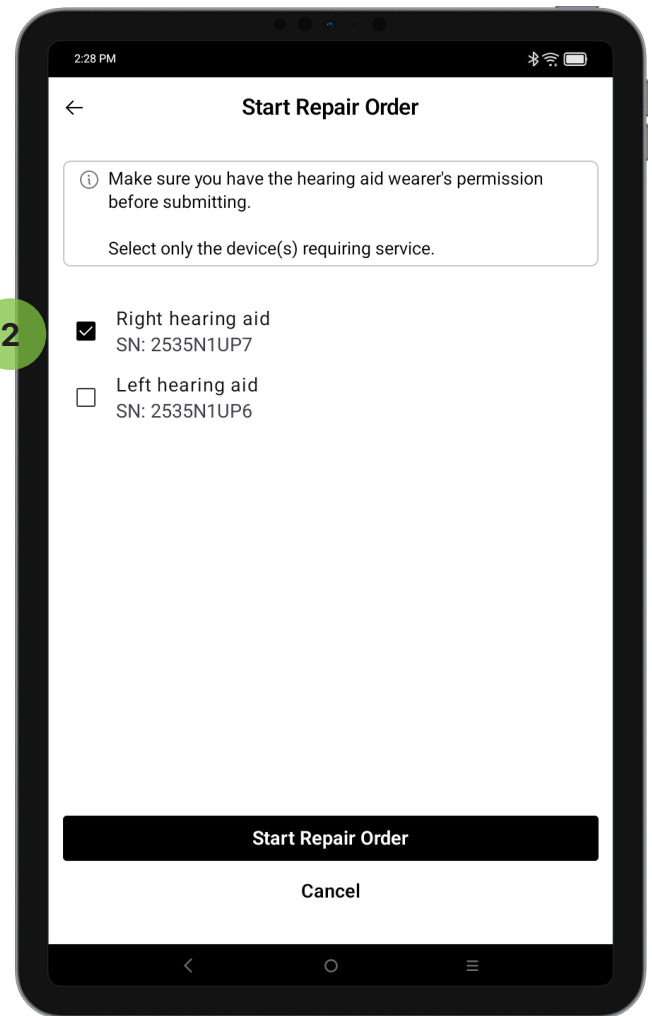 2:28 PM
Start Repair Order
Make sure you have the hearing aid wearer's permission
before submitting.
Select only the device(s) requiring service.
2
Right hearing aid
SN: 2535N1UP7
Left hearing aid
SN: 2535N1UP6
Start Repair Order
Cancel